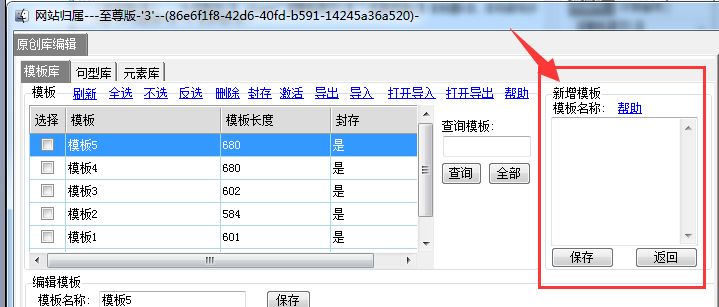 网站归属---至尊版-'3'--(86e6f1f8-42d6-40fd-b591-14245a36a520)-
原创库编辑
模板库 句型库 元素库
模板 刷新 全选 不选 反选 删除 封存 激活 导出 导入 打开导入 打开导出 帮助
选择 模板 模板长度 封存
模板5 680 是
模板4 680 是
模板3 602 是
模板2 584 是
模板1 601 是
查询模板:
查询 全部
新增模板
模板名称: 帮助
保存 返回
编辑模板
模板名称: 模板5 保存